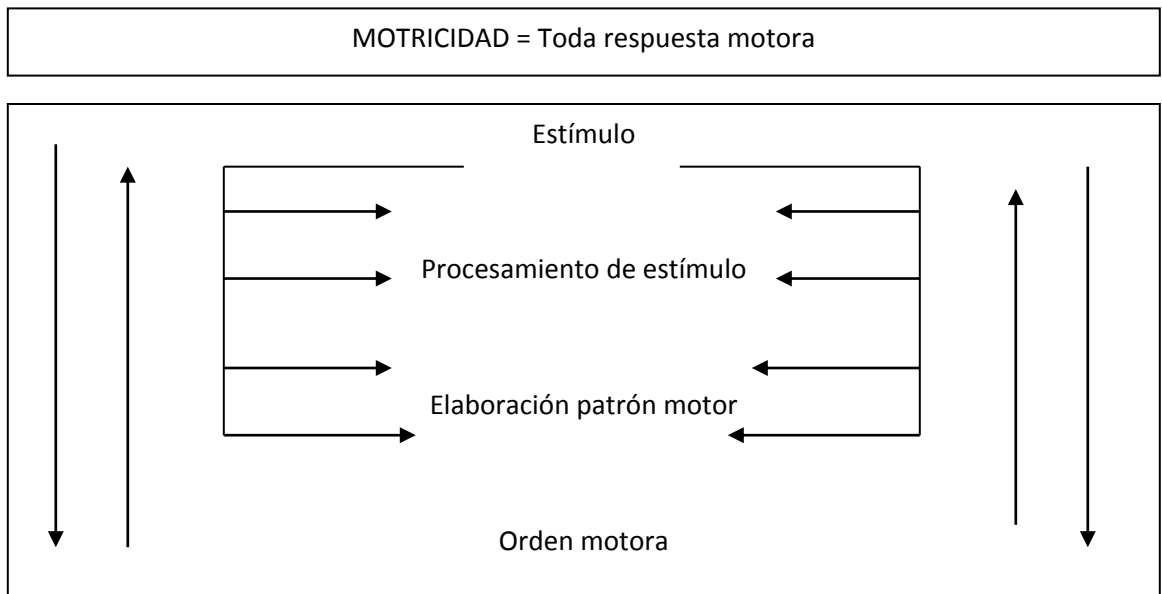 MOTRICIDAD = Toda respuesta motora
Estímulo
Procesamiento de estímulo
Elaboración patrón motor
Orden motora